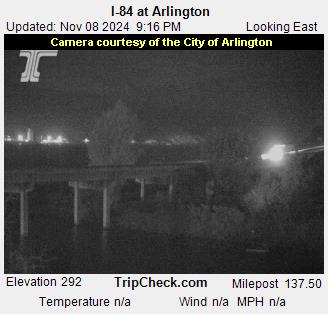 I-84 at Arlington
Updated: Nov 08 2024 9:16 PM Looking East
Camera courtesy of the City of Arlington
Elevation 292 TripCheck.com Milepost 137.50
Temperature n/a Wind n/a MPH n/a